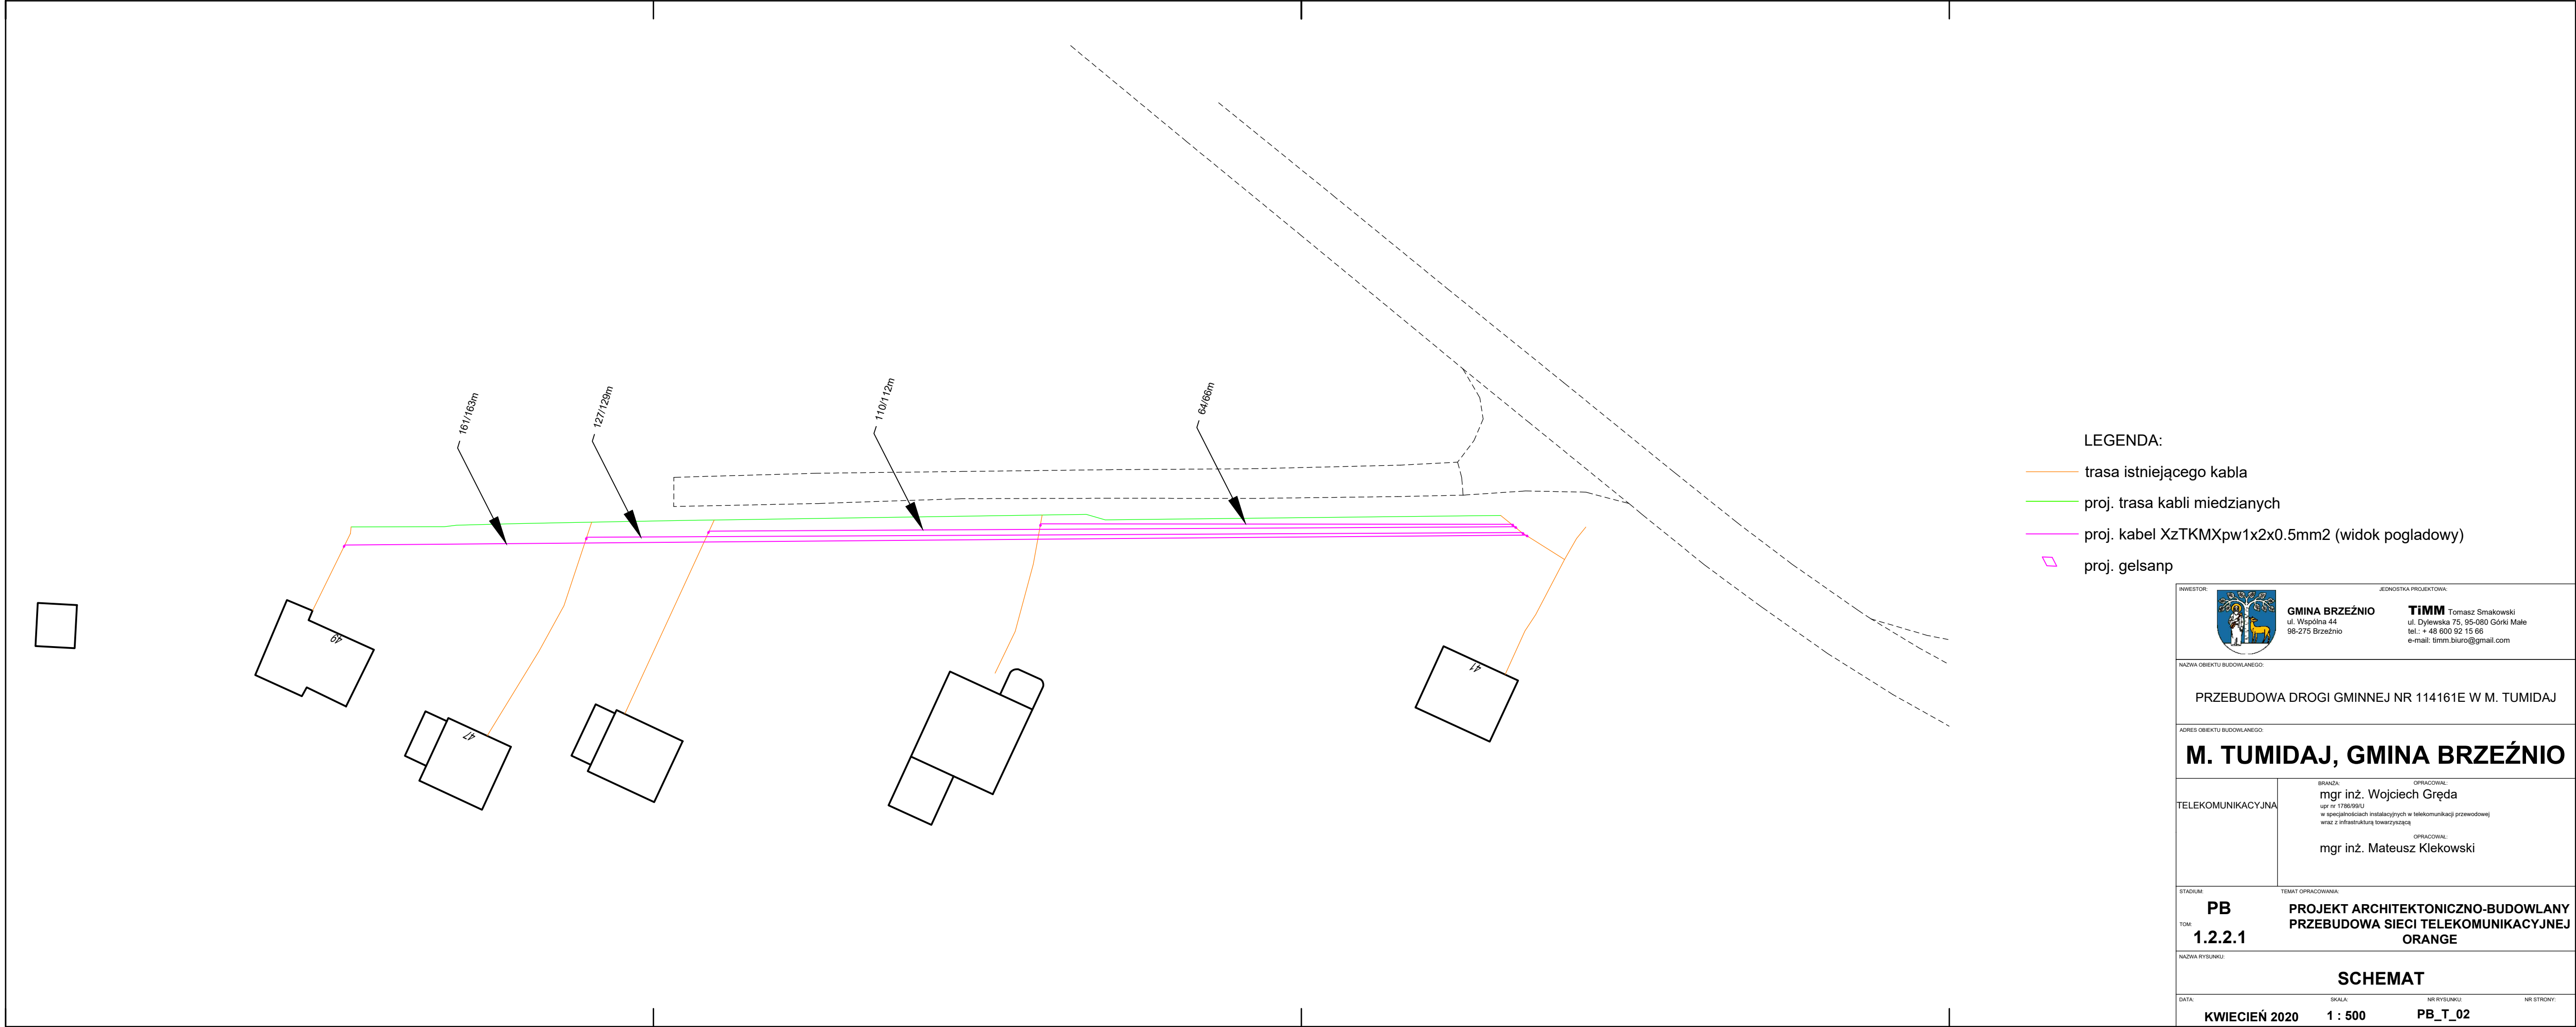 161/163m
127/129m
110/112m
64/66m
49
47
41
LEGENDA:
trasa istniejącego kabla
proj. trasa kabli miedzianych
proj. kabel XzTKMXpw1x2x0.5mm2 (widok pogladowy)
proj. gelsanp
INWESTOR:
JEDNOSTKA PROJEKTOWA:
GMINA BRZEŹNIO
ul. Wspólna 44
98-275 Brzeźnio
TiMM Tomasz Smakowski
ul. Dylewska 75, 95-080 Górki Małe
tel.: + 48 600 92 15 66
e-mail: timm.biuro@gmail.com
NAZWA OBIEKTU BUDOWLANEGO:
PRZEBUDOWA DROGI GMINNEJ NR 114161E W M. TUMIDAJ
ADRES OBIEKTU BUDOWLANEGO:
M. TUMIDAJ, GMINA BRZEŹNIO
BRANŻA:
OPRACOWAŁ:
TELEKOMUNIKACYJNA
mgr inż. Wojciech Gręda
upr nr 1786/99/U
w specjalnościach instalacyjnych w telekomunikacji przewodowej
wraz z infrastrukturą towarzyszącą
OPRACOWAŁ:
mgr inż. Mateusz Klekowski
STADIUM:
TEMAT OPRACOWANIA:
PB
TOM:
1.2.2.1
PROJEKT ARCHITEKTONICZNO-BUDOWLANY
PRZEBUDOWA SIECI TELEKOMUNIKACYJNEJ
ORANGE
NAZWA RYSUNKU:
SCHEMAT
DATA:
SKALA:
NR RYSUNKU:
NR STRONY:
KWIECIEŃ 2020
1 : 500
PB_T_02